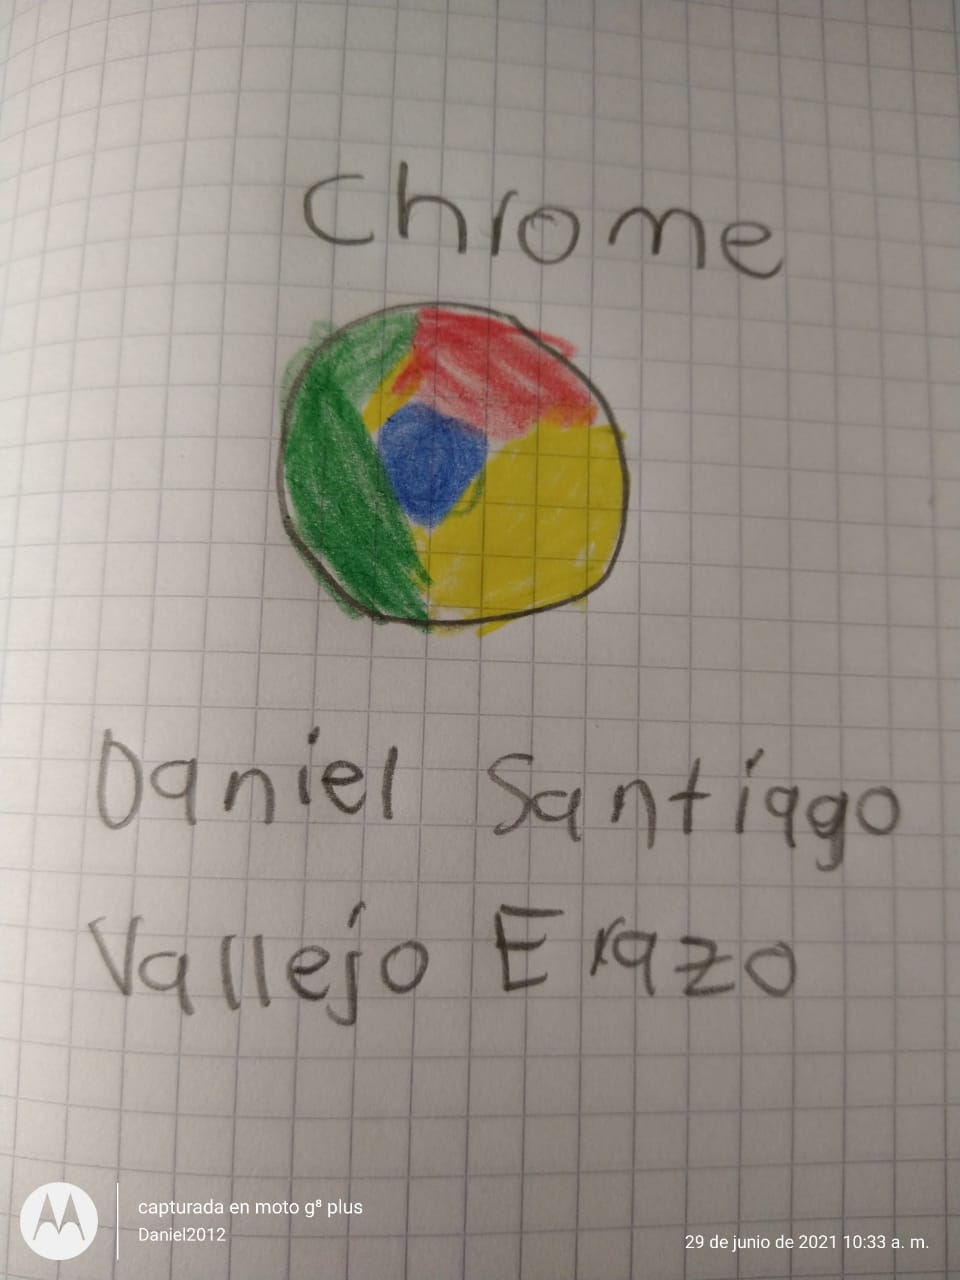 Chrome
Daniel Santiago
Vallejo Erazo
capturada en moto g⁸ plus
Daniel2012
29 de junio de 2021 10:33 a. m.